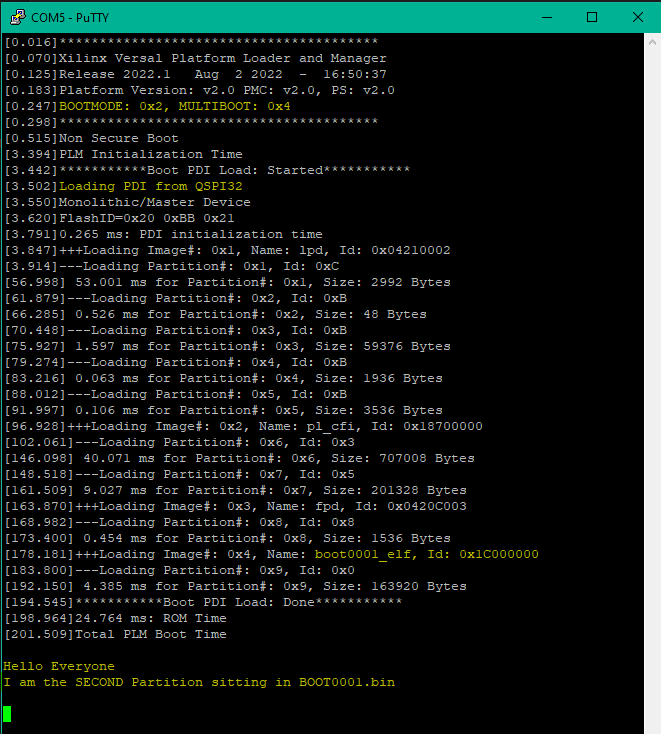 COM5 - PuTTY
[0.016]****************************************
[0.070]Xilinx Versal Platform Loader and Manager
[0.125]Release 2022.1   Aug  2 2022  -  16:50:37
[0.183]Platform Version: v2.0 PMC: v2.0, PS: v2.0
[0.247]BOOTMODE: 0x2, MULTIBOOT: 0x4
[0.298]****************************************
[0.515]Non Secure Boot
[3.394]PLM Initialization Time
[3.442]***********Boot PDI Load: Started***********
[3.502]Loading PDI from QSPI32
[3.550]Monolithic/Master Device
[3.620]FlashID=0x20 0xBB 0x21
[3.791]0.265 ms: PDI initialization time
[3.847]+++Loading Image#: 0x1, Name: lpd, Id: 0x04210002
[3.914]---Loading Partition#: 0x1, Id: 0xC
[56.998] 53.001 ms for Partition#: 0x1, Size: 2992 Bytes
[61.879]---Loading Partition#: 0x2, Id: 0xB
[66.285] 0.526 ms for Partition#: 0x2, Size: 48 Bytes
[70.448]---Loading Partition#: 0x3, Id: 0xB
[75.927] 1.597 ms for Partition#: 0x3, Size: 59376 Bytes
[79.274]---Loading Partition#: 0x4, Id: 0xB
[83.216] 0.063 ms for Partition#: 0x4, Size: 1936 Bytes
[88.012]---Loading Partition#: 0x5, Id: 0xB
[91.997] 0.106 ms for Partition#: 0x5, Size: 3536 Bytes
[96.928]+++Loading Image#: 0x2, Name: pl_cfi, Id: 0x18700000
[102.061]---Loading Partition#: 0x6, Id: 0x3
[146.098] 40.071 ms for Partition#: 0x6, Size: 707008 Bytes
[148.518]---Loading Partition#: 0x7, Id: 0x5
[161.509] 9.027 ms for Partition#: 0x7, Size: 201328 Bytes
[163.870]+++Loading Image#: 0x3, Name: fpd, Id: 0x0420C003
[168.982]---Loading Partition#: 0x8, Id: 0x8
[173.400] 0.454 ms for Partition#: 0x8, Size: 1536 Bytes
[178.181]+++Loading Image#: 0x4, Name: boot0001_elf, Id: 0x1C000000
[183.800]---Loading Partition#: 0x9, Id: 0x0
[192.150] 4.385 ms for Partition#: 0x9, Size: 163920 Bytes
[194.545]***********Boot PDI Load: Done***********
[198.964]24.764 ms: ROM Time
[201.509]Total PLM Boot Time
Hello Everyone
I am the SECOND Partition sitting in BOOT0001.bin